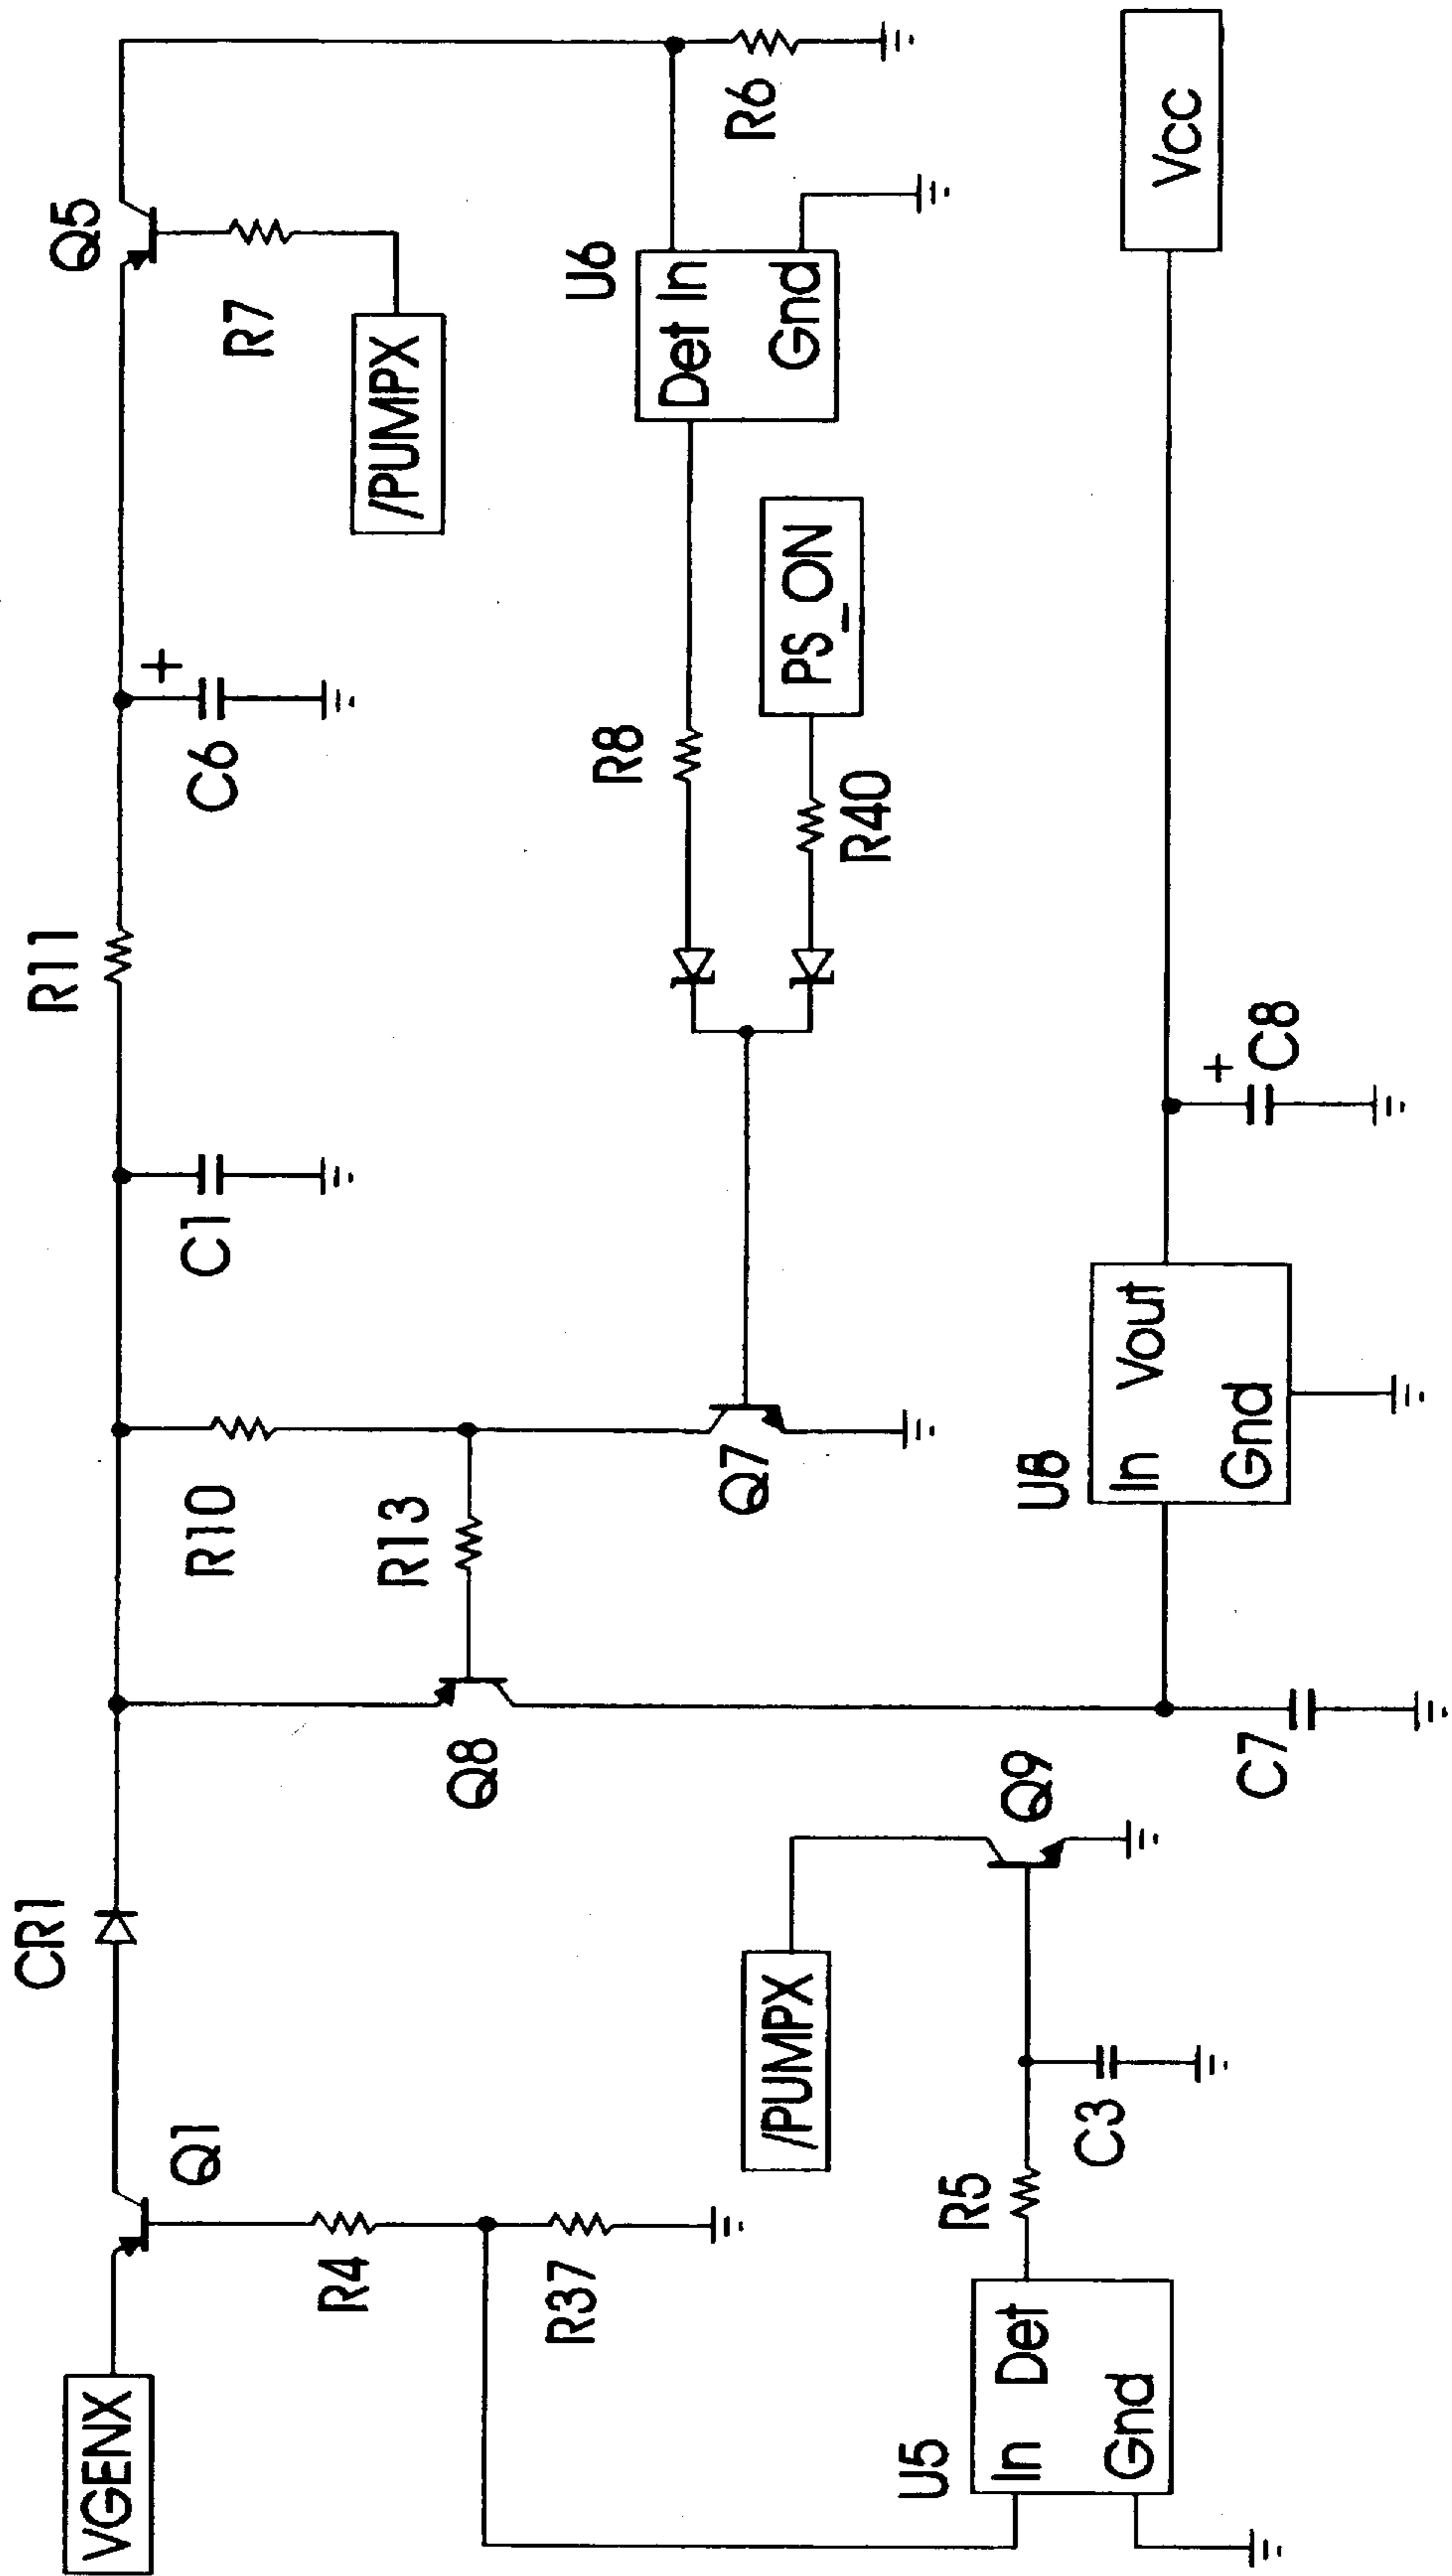 VGENX
Q1
CR1
R4
R37
U5
In Det
Gnd
R5
C3
/PUMPX
Q9
Q8
R13
R10
C1
R11
C6
+
Q5
R7
/PUMPX
U6
Det In
Gnd
R6
R8
PS_ON
R40
Q7
C7
U8
In Vout
Gnd
+
C8
Vcc